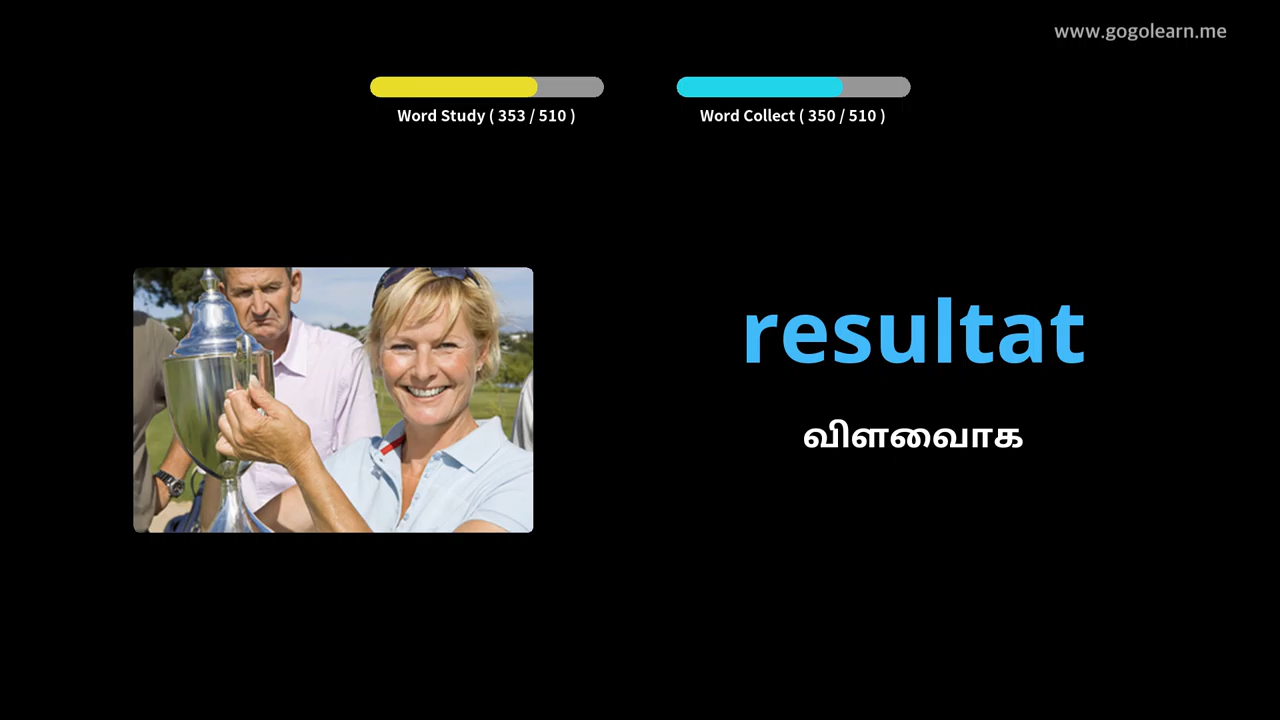 www.gogolearn.me
Word Study ( 353 / 510 )
Word Collect ( 350 / 510 )
resultat
விளைவாக